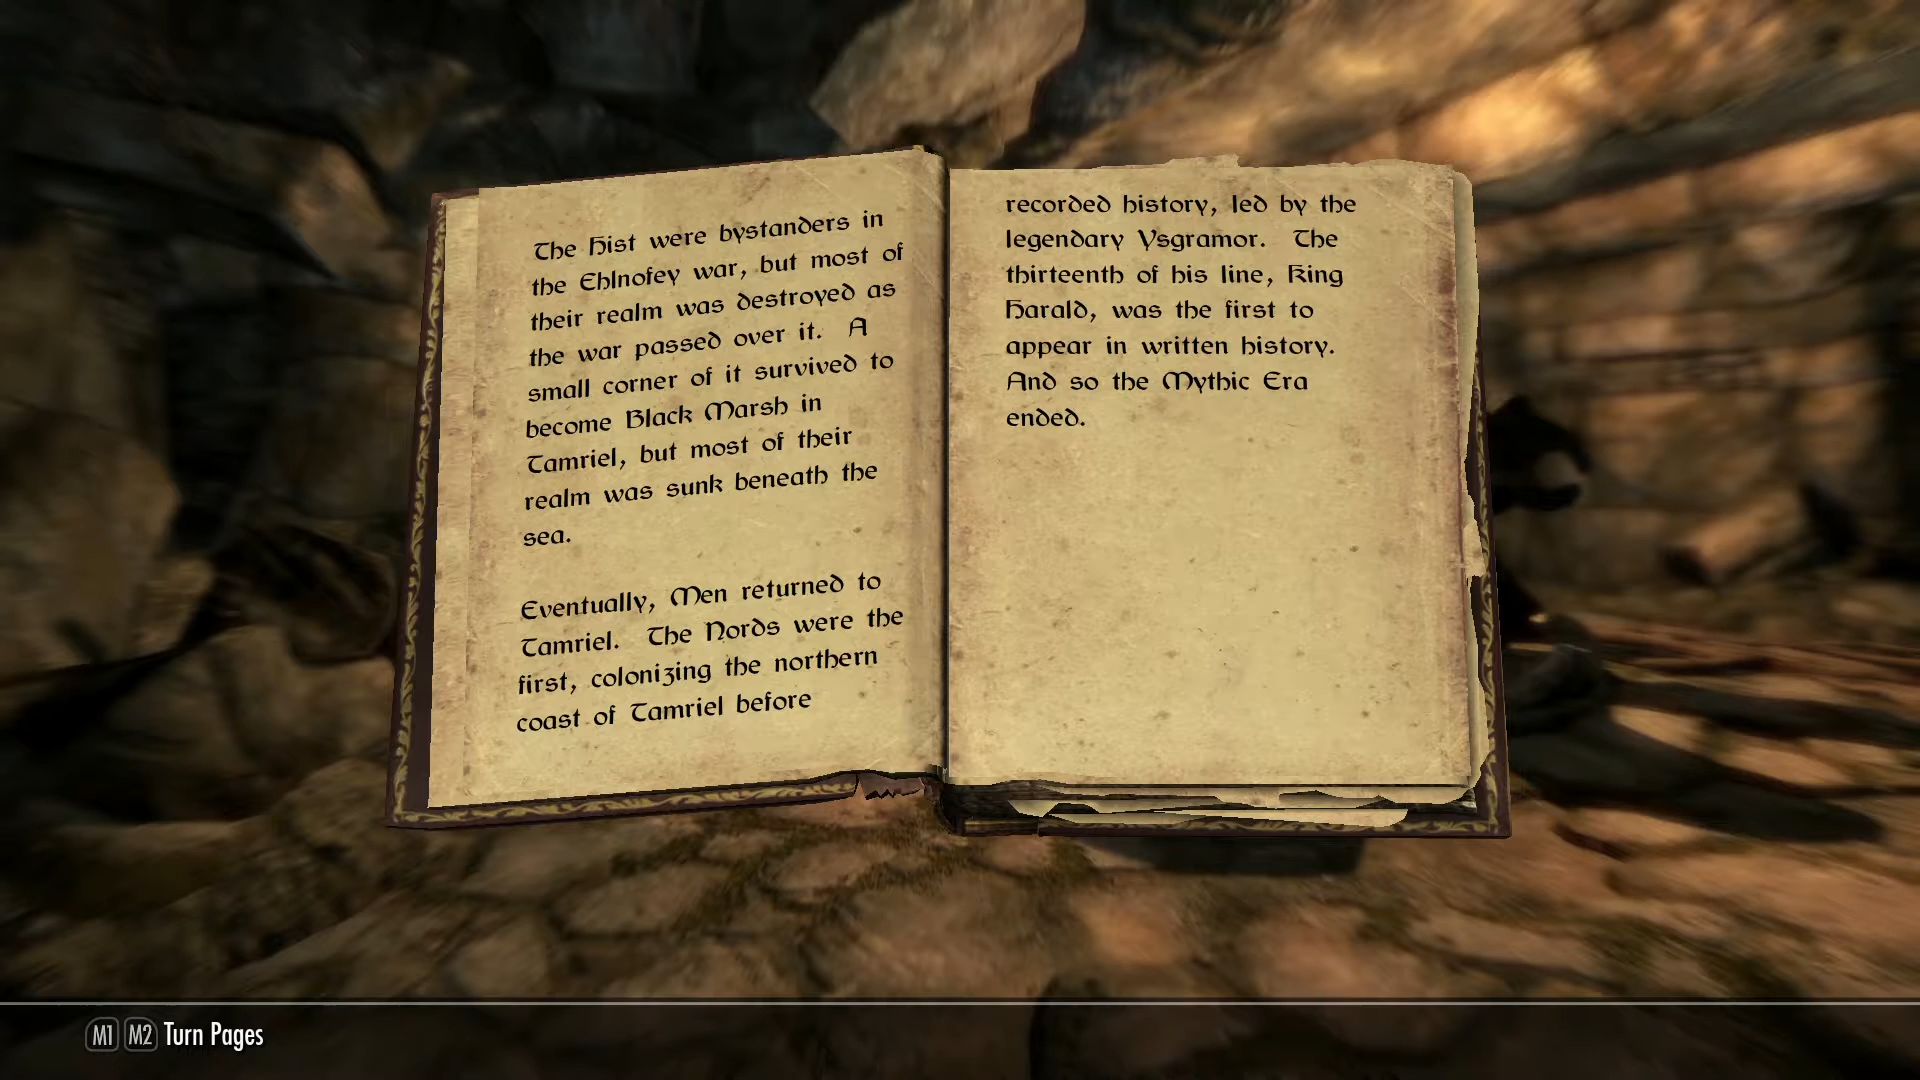 The Hist were bystanders in
the Ehlnofey war, but most of
their realm was destroyed as
the war passed over it.  A
small corner of it survived to
become Black Marsh in
Tamriel, but most of their
realm was sunk beneath the
sea.
Eventually, Men returned to
Tamriel.  The Nords were the
first, colonizing the northern
coast of Tamriel before
recorded history, led by the
legendary Ysgramor.  The
thirteenth of his line, King
Harald, was the first to
appear in written history.
And so the Mythic Era
ended.
M1 M2 Turn Pages